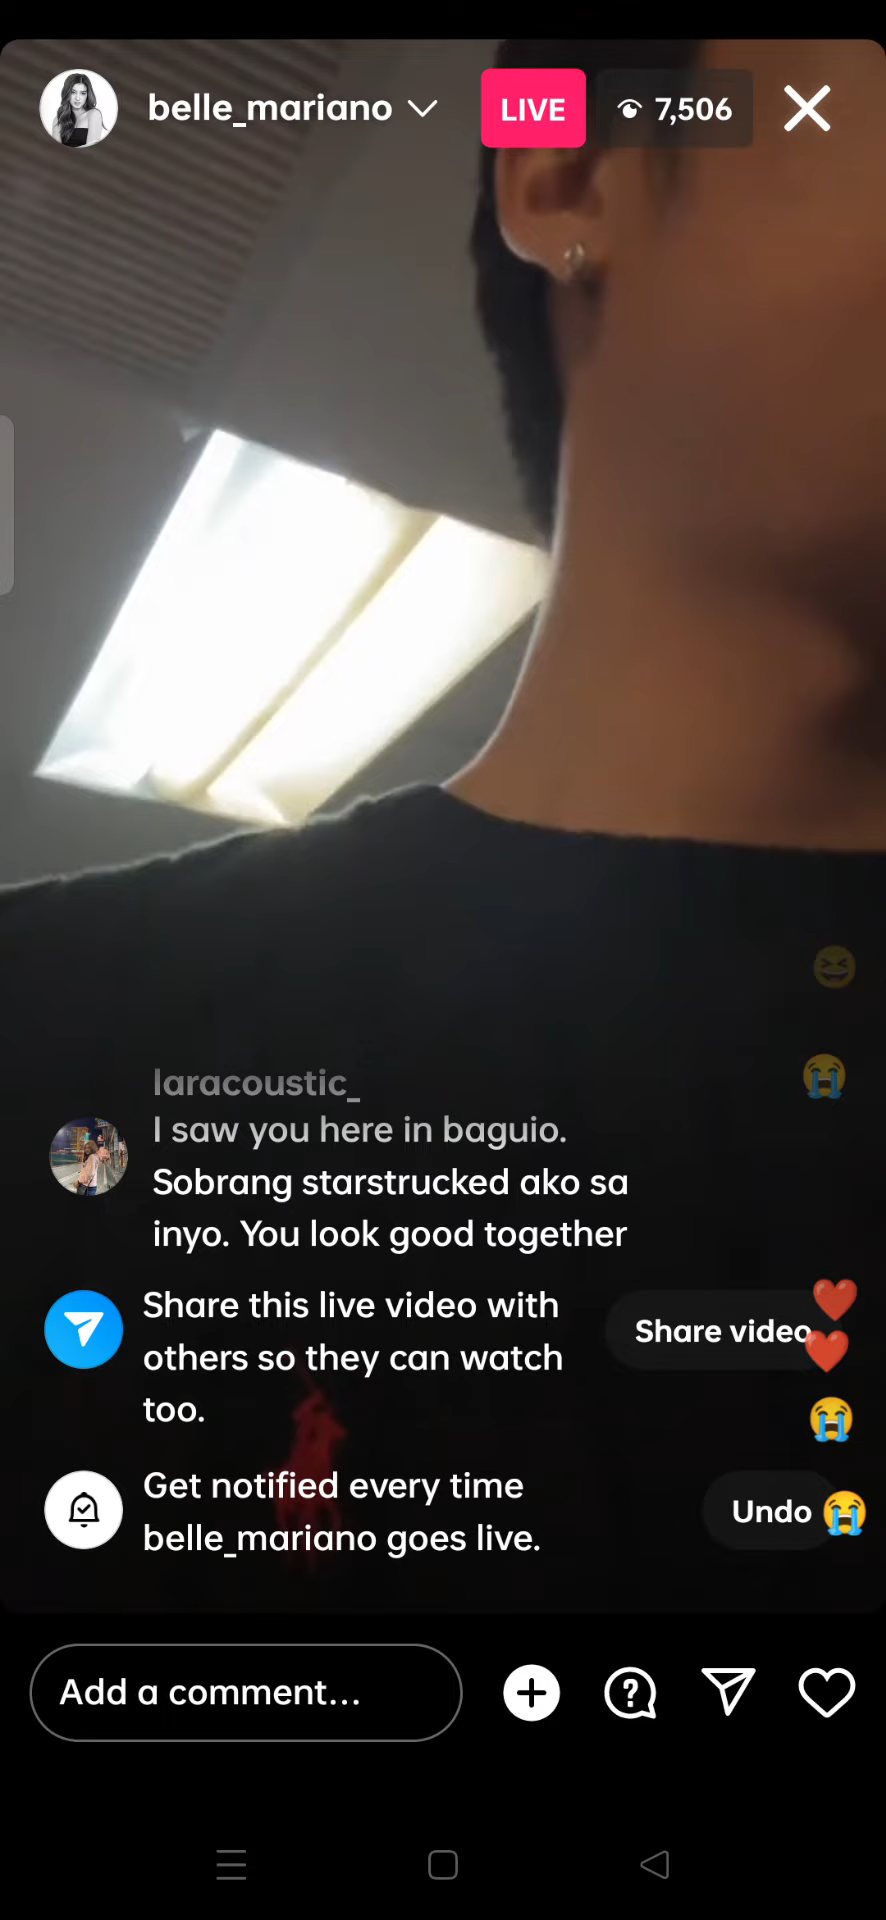 belle_mariano
LIVE
7,506
laracoustic_
I saw you here in baguio.
Sobrang starstrucked ako sa
inyo. You look good together
Share this live video with
others so they can watch
too.
Share video
Get notified every time
belle_mariano goes live.
Undo
Add a comment...